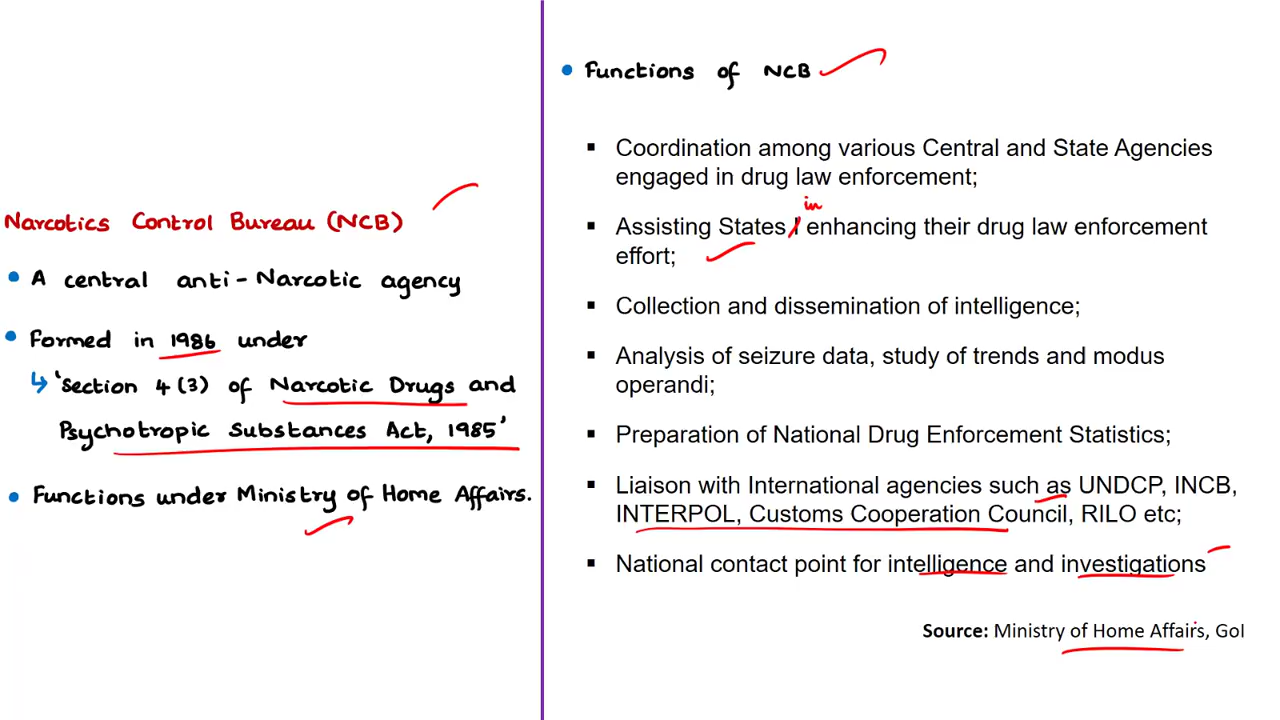 Narcotics Control Bureau (NCB)
• A central anti-Narcotic agency
• Formed in 1986 under
↳ 'Section 4(3) of Narcotic Drugs and
Psychotropic Substances Act, 1985'
• Functions under Ministry of Home Affairs.
• Functions of NCB
▪ Coordination among various Central and State Agencies
engaged in drug law enforcement;
in
▪ Assisting States I enhancing their drug law enforcement
effort;
▪ Collection and dissemination of intelligence;
▪ Analysis of seizure data, study of trends and modus
operandi;
▪ Preparation of National Drug Enforcement Statistics;
▪ Liaison with International agencies such as UNDCP, INCB,
INTERPOL, Customs Cooperation Council, RILO etc;
▪ National contact point for intelligence and investigations
Source: Ministry of Home Affairs, GoI